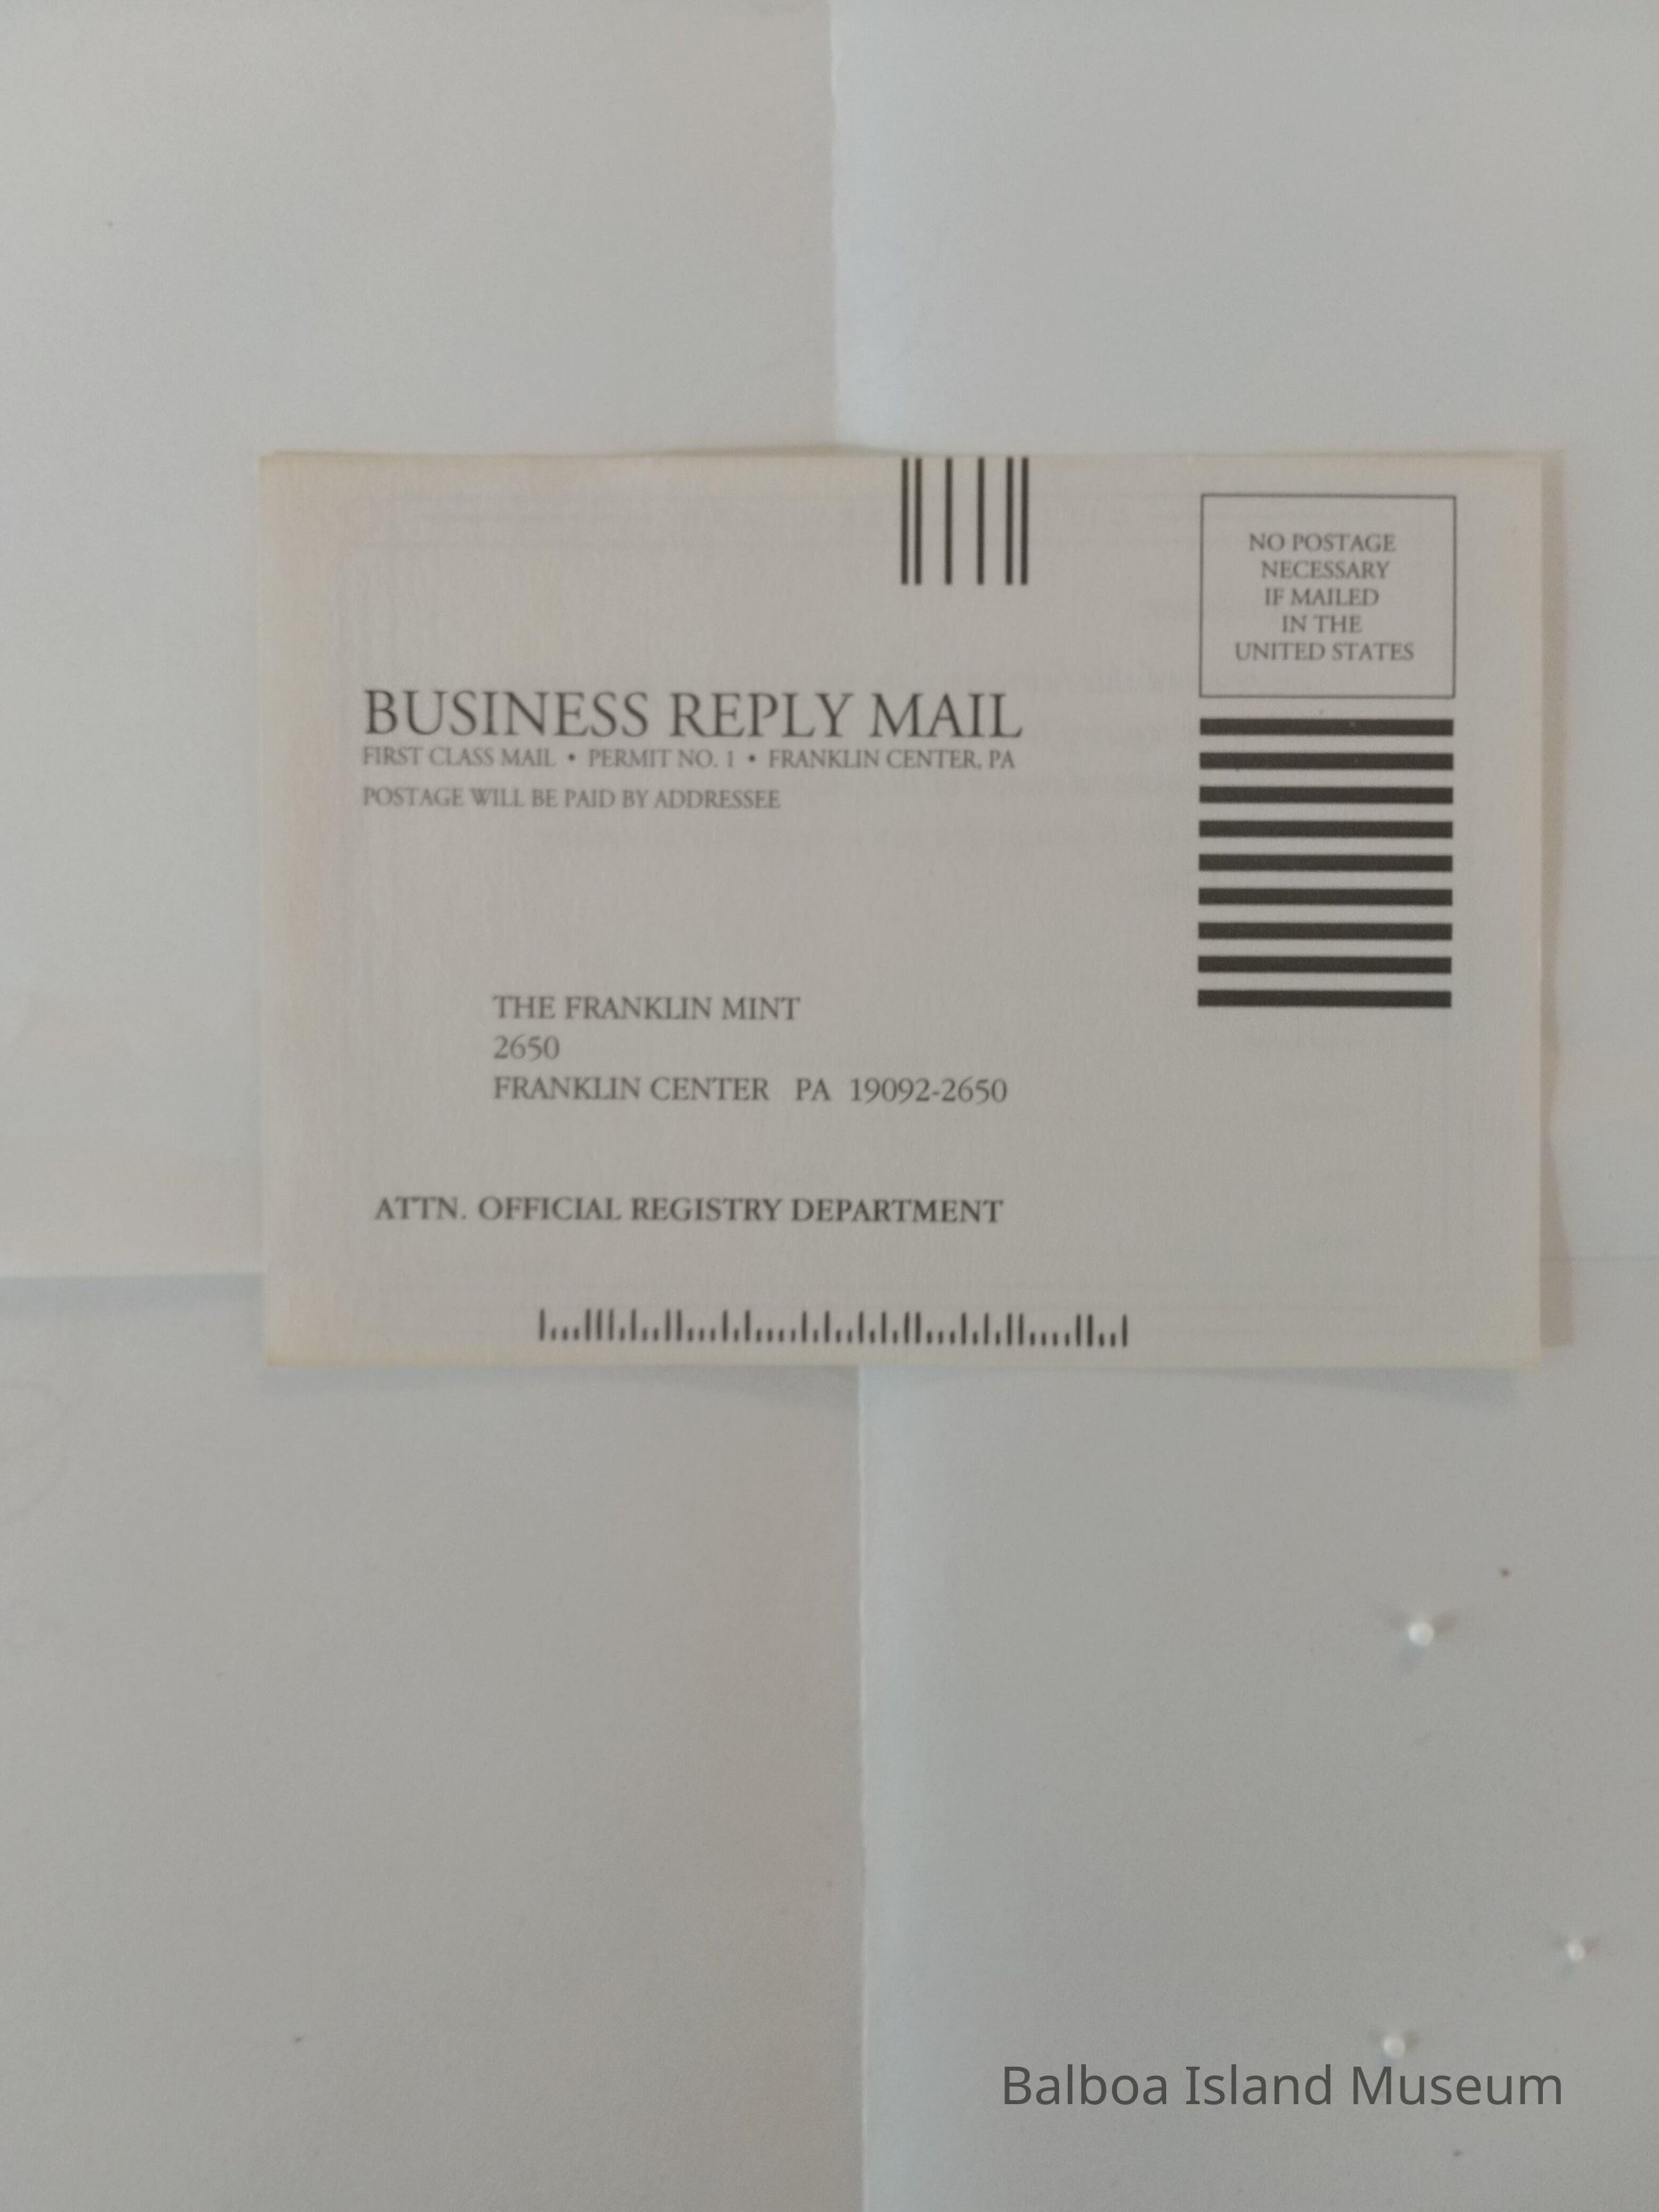 NO POSTAGE
NECESSARY
IF MAILED
IN THE
UNITED STATES
BUSINESS REPLY MAIL
FIRST CLASS MAIL • PERMIT NO. 1 • FRANKLIN CENTER, PA
POSTAGE WILL BE PAID BY ADDRESSEE
THE FRANKLIN MINT
2650
FRANKLIN CENTER PA 19092-2650
ATTN. OFFICIAL REGISTRY DEPARTMENT
Balboa Island Museum